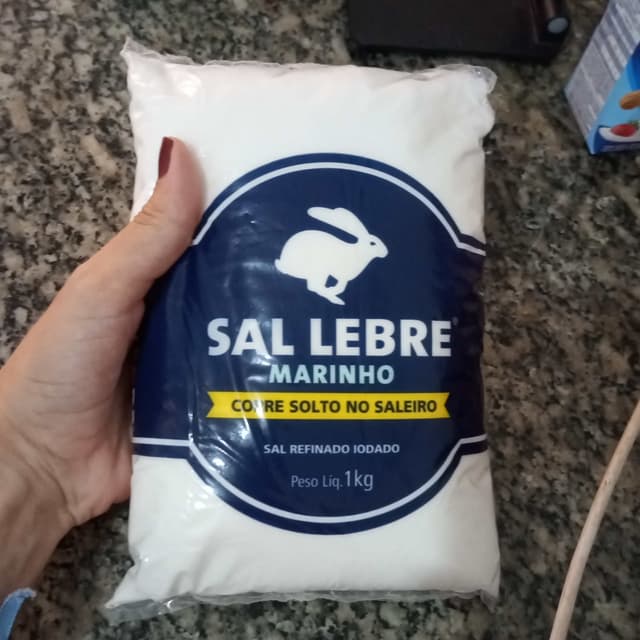 SAL LEBRE
MARINHO
CORRE SOLTO NO SALEIRO
SAL REFINADO IODADO
Peso Líq. 1kg